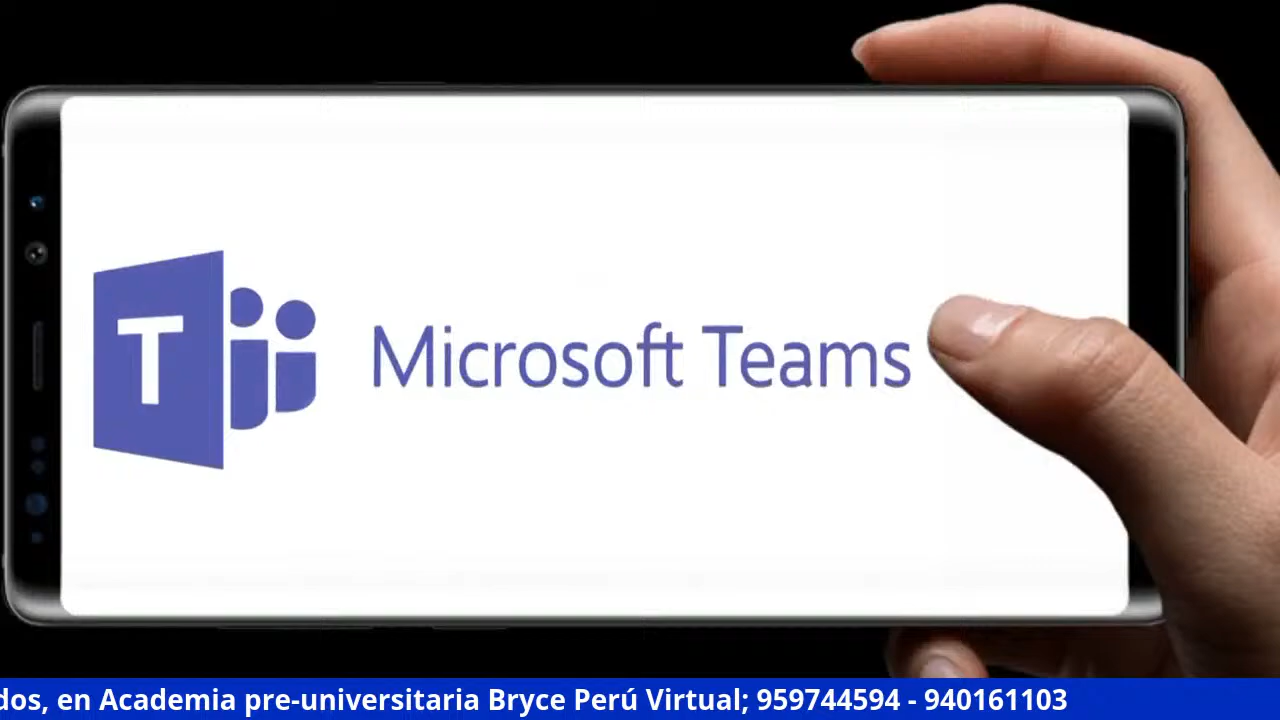 T
Microsoft Teams
dos, en Academia pre-universitaria Bryce Perú Virtual; 959744594 - 940161103